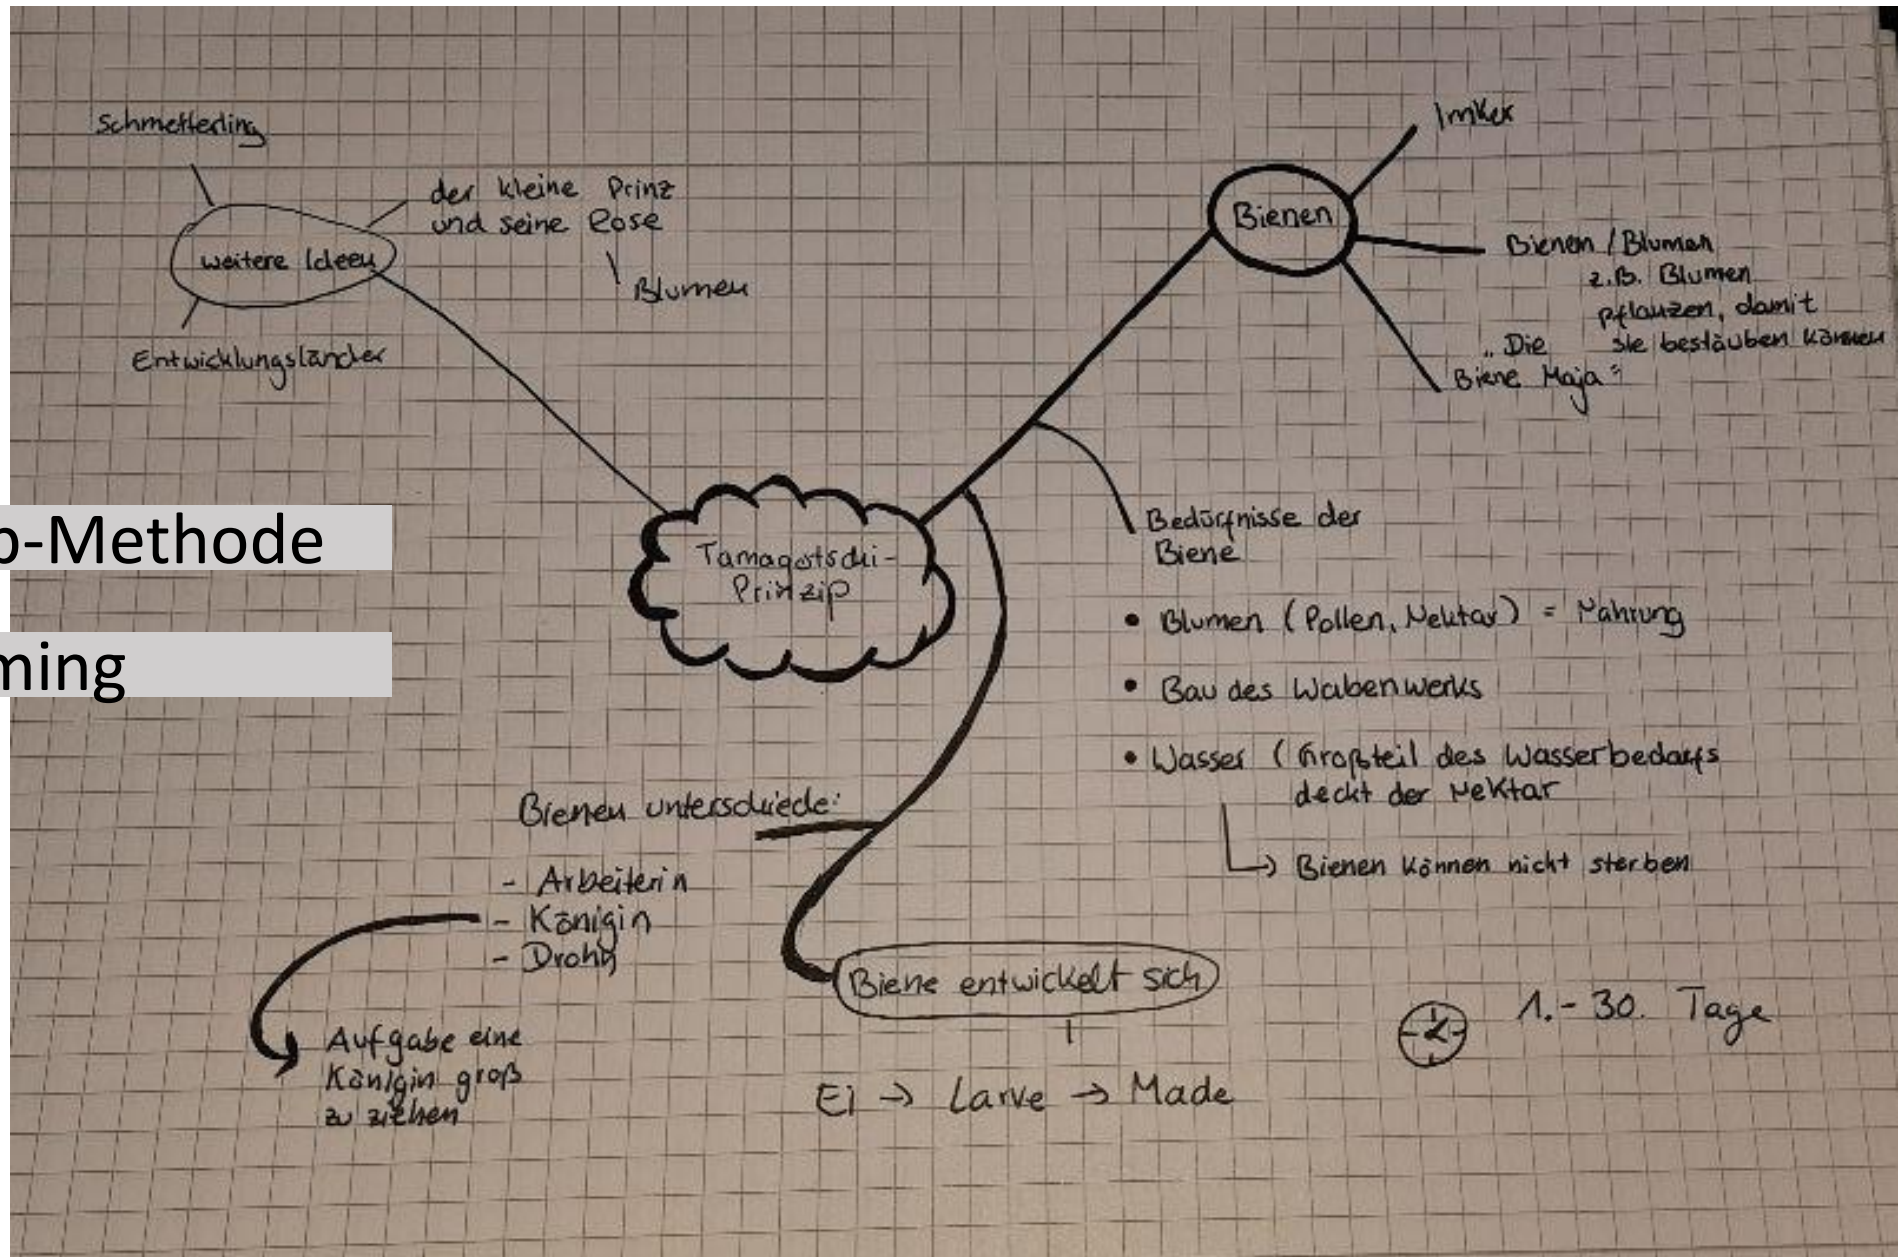 Schmetterling
der kleine Prinz
und seine Rose
Blumen
weitere Ideen
Entwicklungsländer
Imker
Bienen
Bienen / Blumen
z.B. Blumen
pflanzen, damit
sie bestäuben können
„Die
Biene Maja"
p-Methode
ming
Tamagotschi-
Prinzip
Bedürfnisse der
Biene
• Blumen (Pollen, Nektar) = Nahrung
• Bau des Wabenwerks
• Wasser (Großteil des Wasserbedarfs
deckt der Nektar
→ Bienen können nicht sterben
Bienen unterschiede:
- Arbeiterin
- Königin
- Drohn
Aufgabe eine
Königin groß
zu ziehen
Biene entwickelt sich
Ei → Larve → Made
1.-30. Tage